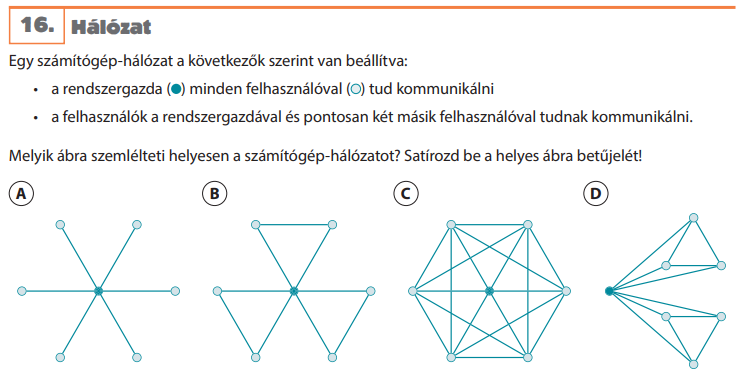 16. Hálózat
Egy számítógép-hálózat a következők szerint van beállítva:
• a rendszergazda (●) minden felhasználóval (○) tud kommunikálni
• a felhasználók a rendszergazdával és pontosan két másik felhasználóval tudnak kommunikálni.
Melyik ábra szemlélteti helyesen a számítógép-hálózatot? Satírozd be a helyes ábra betűjelét!
A B C D